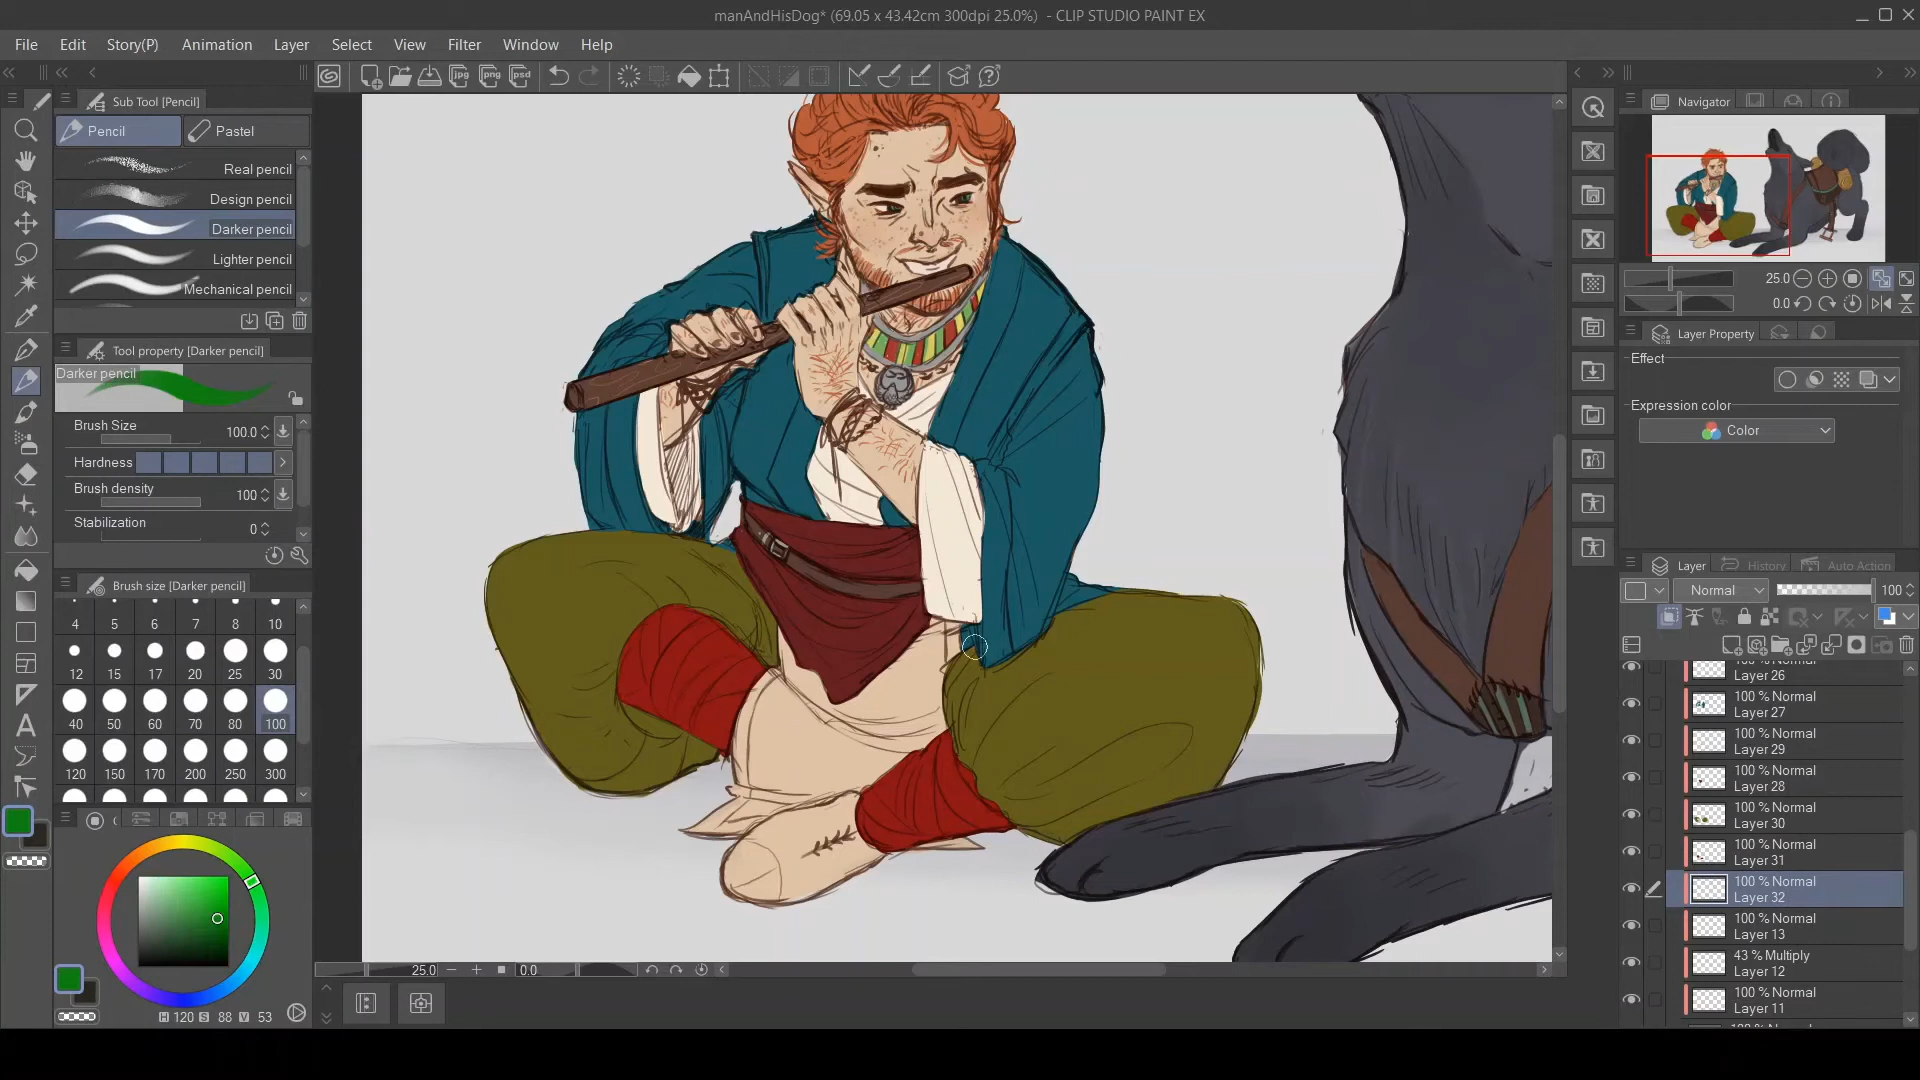 manAndHisDog* (69.05 x 43.42cm 300dpi 25.0%) - CLIP STUDIO PAINT EX
File Edit Story(P) Animation Layer Select View Filter Window Help
jpg png psd
Sub Tool [Pencil]
Pencil Pastel
Real pencil
Design pencil
Darker pencil
Lighter pencil
Mechanical pencil
Tool property [Darker pencil]
Darker pencil
Brush Size 100.0
Hardness
Brush density 100
Stabilization 0
Brush size [Darker pencil]
4 5 6 7 8 10
12 15 17 20 25 30
40 50 60 70 80 100
120 150 170 200 250 300
H 120 S 88 V 53
25.0 0.0
Navigator
25.0
0.0
Layer Property
Effect
Expression color
Color
Layer History Auto Action
Normal 100
Layer 26
100 % Normal
Layer 27
100 % Normal
Layer 29
100 % Normal
Layer 28
100 % Normal
Layer 30
100 % Normal
Layer 31
100 % Normal
Layer 32
100 % Normal
Layer 13
43 % Multiply
Layer 12
100 % Normal
Layer 11